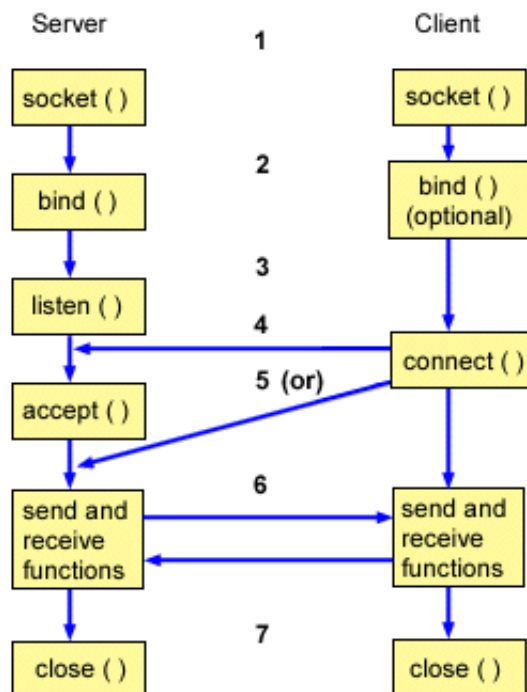 Server
1
Client
socket ( )
socket ( )
2
bind ( )
bind ( )
(optional)
3
listen ( )
4
connect ( )
5 (or)
accept ( )
6
send and
receive
functions
send and
receive
functions
7
close ( )
close ( )